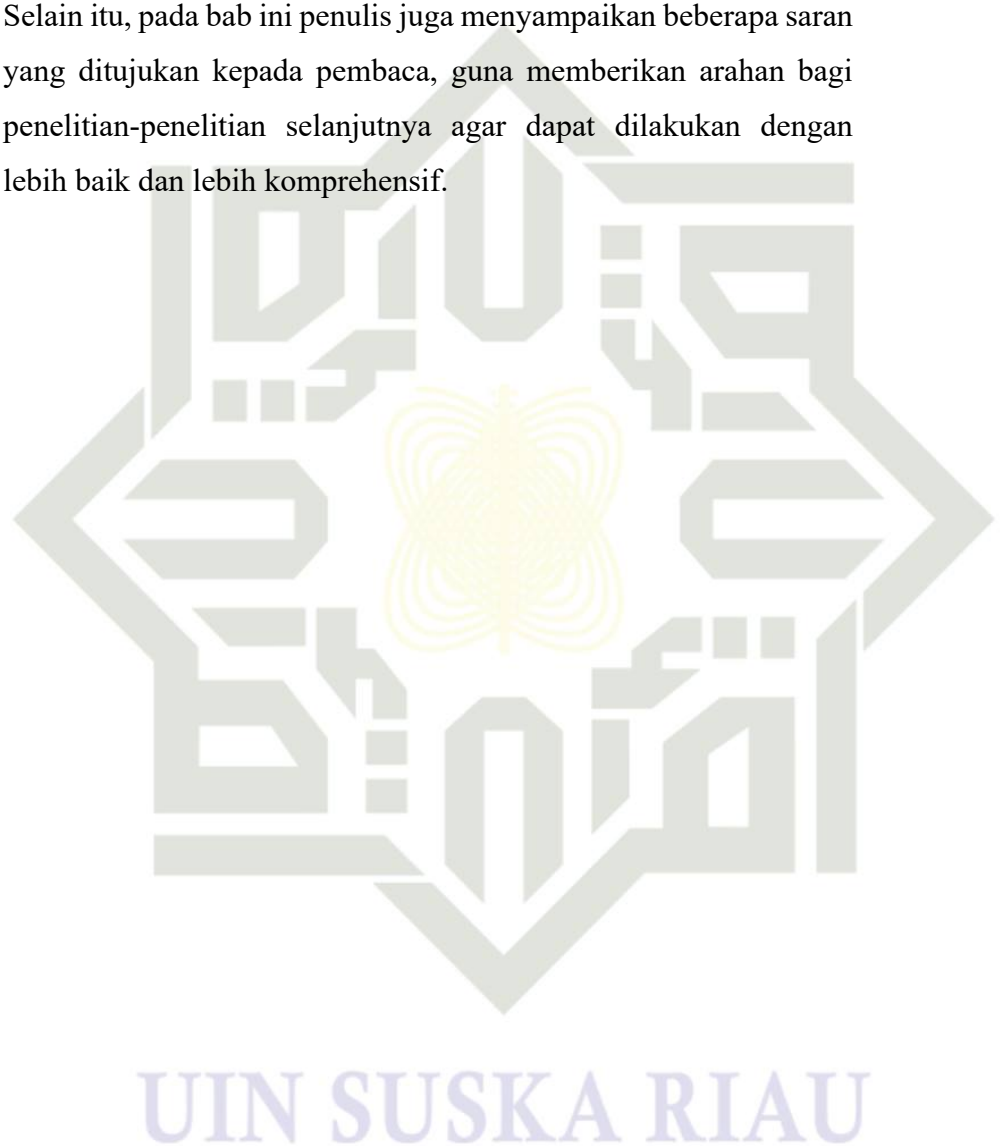 Selain itu, pada bab ini penulis juga menyampaikan beberapa saran
yang ditujukan kepada pembaca, guna memberikan arahan bagi
penelitian-penelitian selanjutnya agar dapat dilakukan dengan
lebih baik dan lebih komprehensif.
UIN SUSKA RIAU